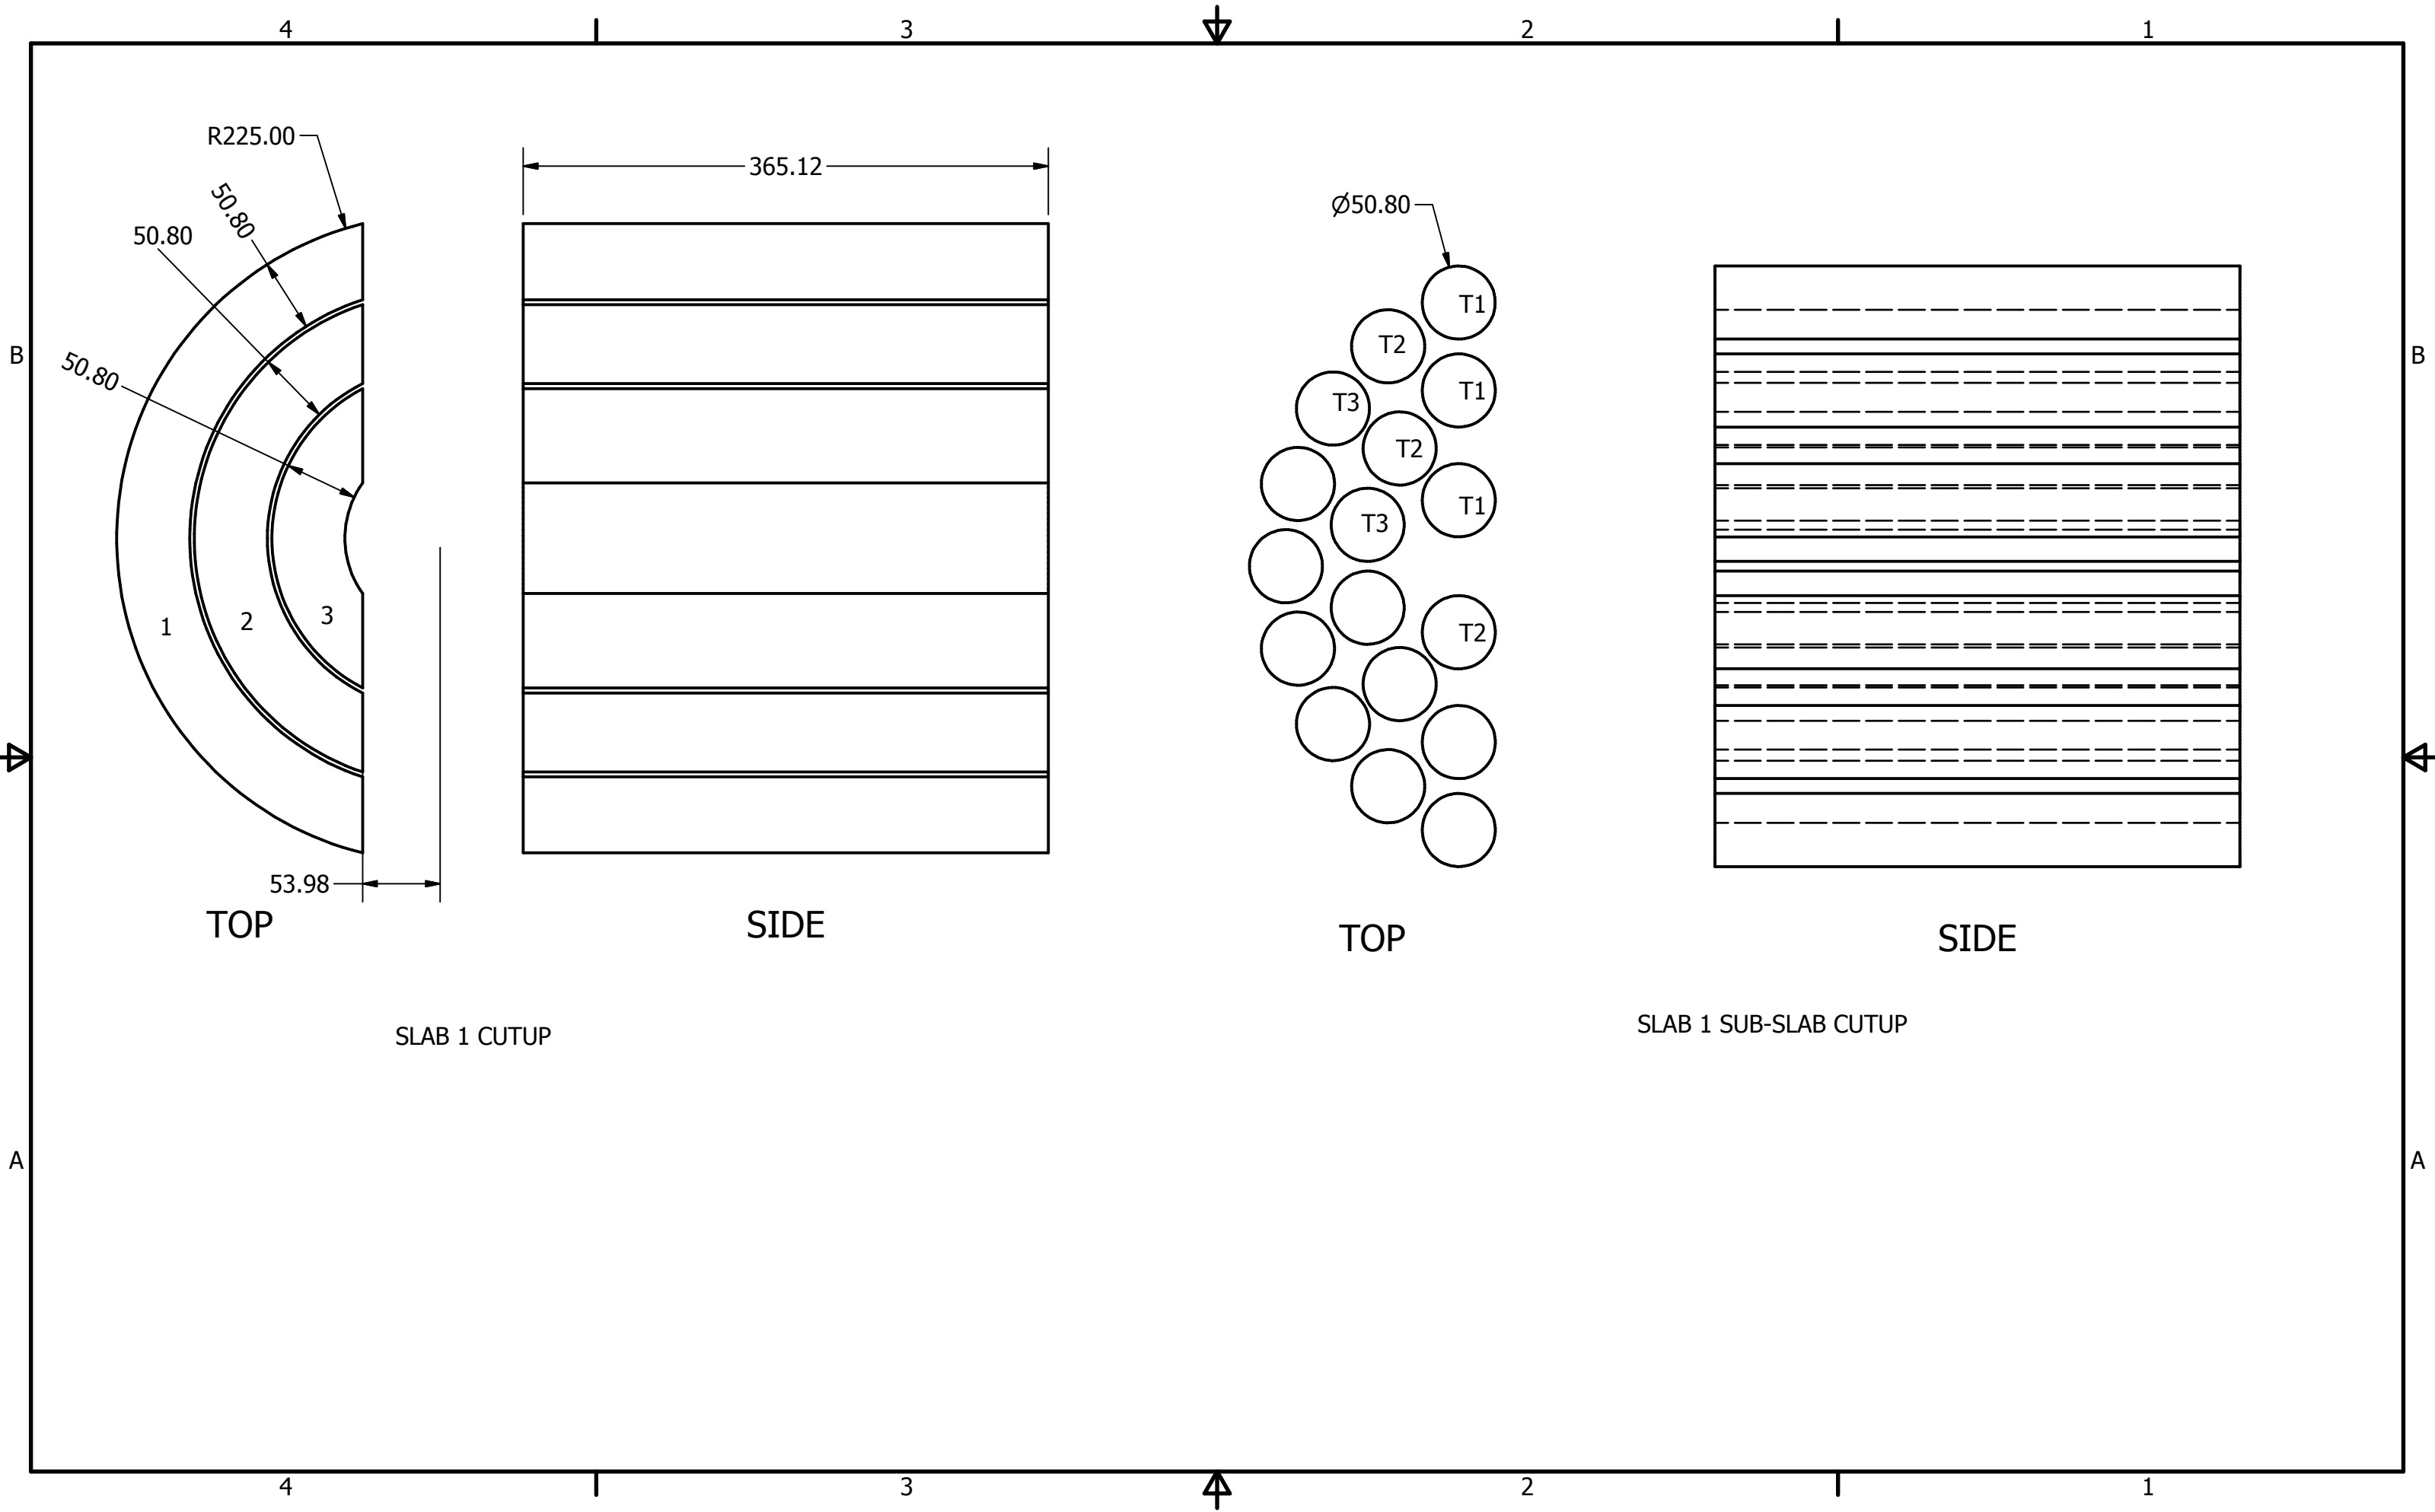 4 3 2 1
R225.00
365.12
50.80
50.80
50.80
Ø50.80
B
B
T1
T2
T1
T3
T2
T1
T3
T2
1 2 3
53.98
TOP
SIDE
TOP
SIDE
SLAB 1 CUTUP
SLAB 1 SUB-SLAB CUTUP
A
A
4 3 2 1